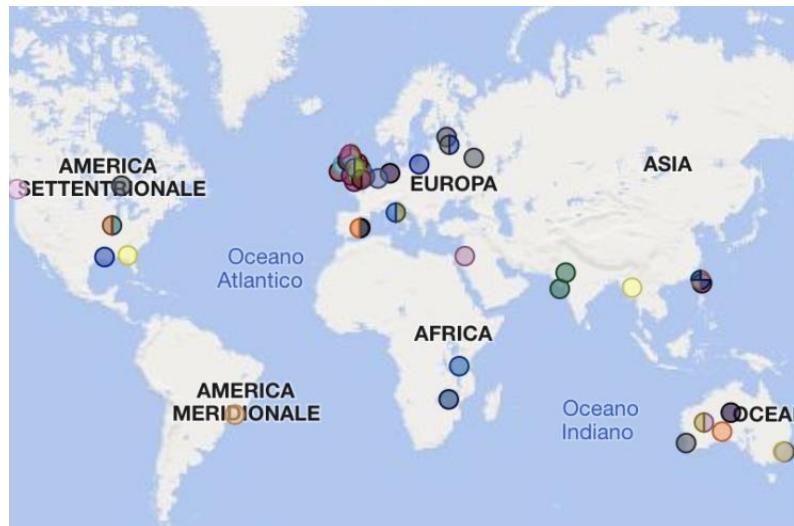 AMERICA
SETTENTRIONALE
EUROPA
ASIA
Oceano
Atlantico
AFRICA
AMERICA
MERIDIONALE
Oceano
Indiano
OCEA